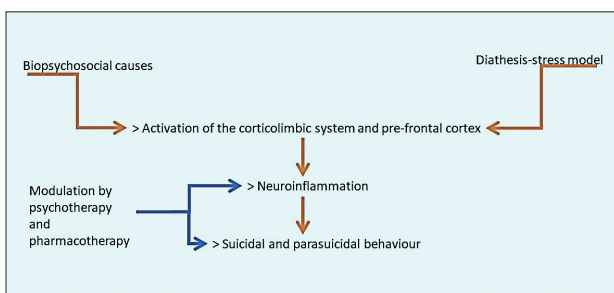 Biopsychosocial causes
Diathesis-stress model
> Activation of the corticolimbic system and pre-frontal cortex
> Neuroinflammation
Modulation by
psychotherapy
and
pharmacotherapy
> Suicidal and parasuicidal behaviour